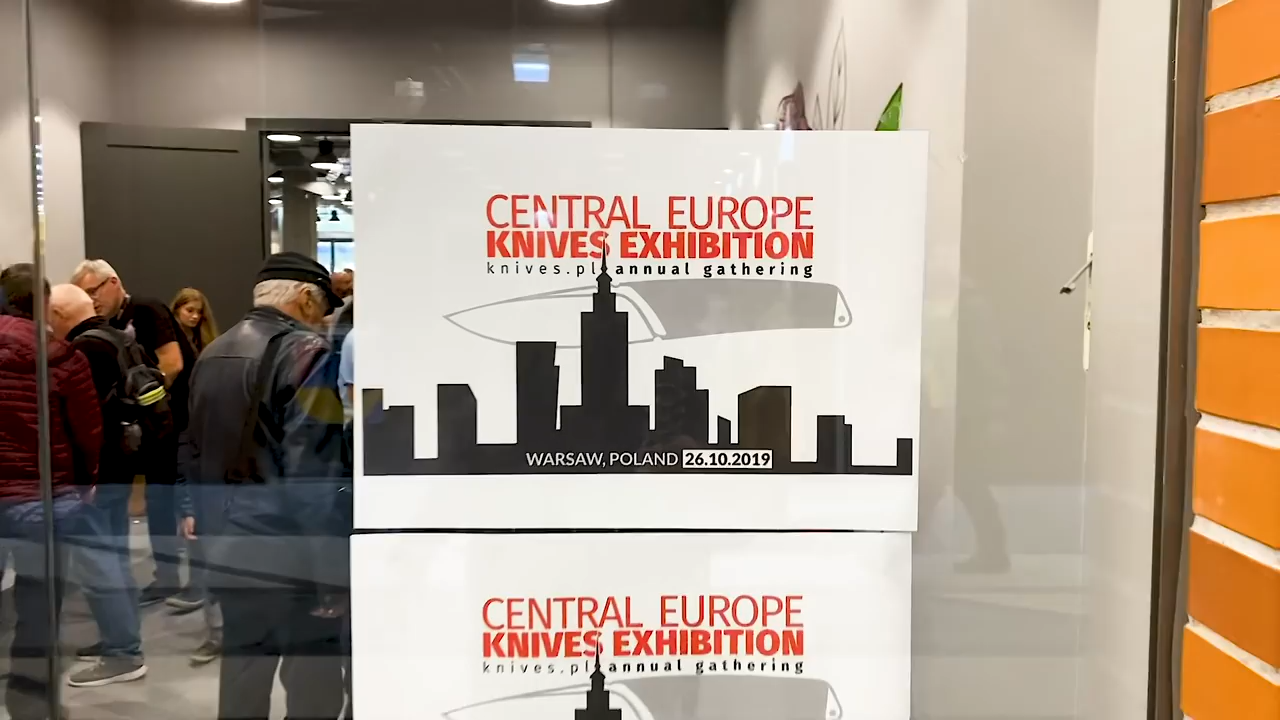 CENTRAL EUROPE
KNIVES EXHIBITION
knives.pl annual gathering
WARSAW, POLAND 26.10.2019
CENTRAL EUROPE
KNIVES EXHIBITION
knives.pl annual gathering